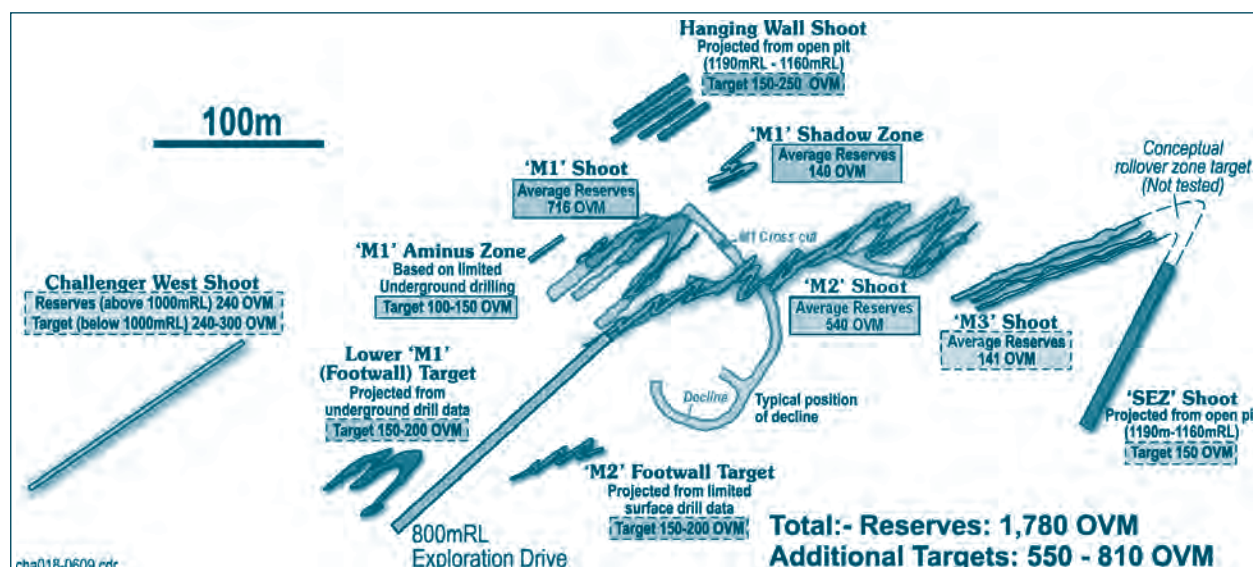 Hanging Wall Shoot
Projected from open pit
(1190mRL - 1160mRL)
Target 150-250 OVM
100m
'M1' Shadow Zone
Average Reserves
140 OVM
'M1' Shoot
Average Reserves
716 OVM
Conceptual
rollover zone target
(Not tested)
M1 Cross cut
'M1' Aminus Zone
Based on limited
Underground drilling
Target 100-150 OVM
Challenger West Shoot
Reserves (above 1000mRL) 240 OVM
Target (below 1000mRL) 240-300 OVM
'M2' Shoot
Average Reserves
540 OVM
'M3' Shoot
Average Reserves
141 OVM
Lower 'M1'
(Footwall) Target
Projected from
underground drill data
Target 150-200 OVM
Decline
Typical position
of decline
'SEZ' Shoot
Projected from open pi
(1190m-1160mRL)
Target 150 OVM
'M2' Footwall Target
Projected from limited
surface drill data
Target 150-200 OVM
800mRL
Exploration Drive
Total:- Reserves: 1,780 OVM
Additional Targets: 550 - 810 OVM
cha018-0609.cdr